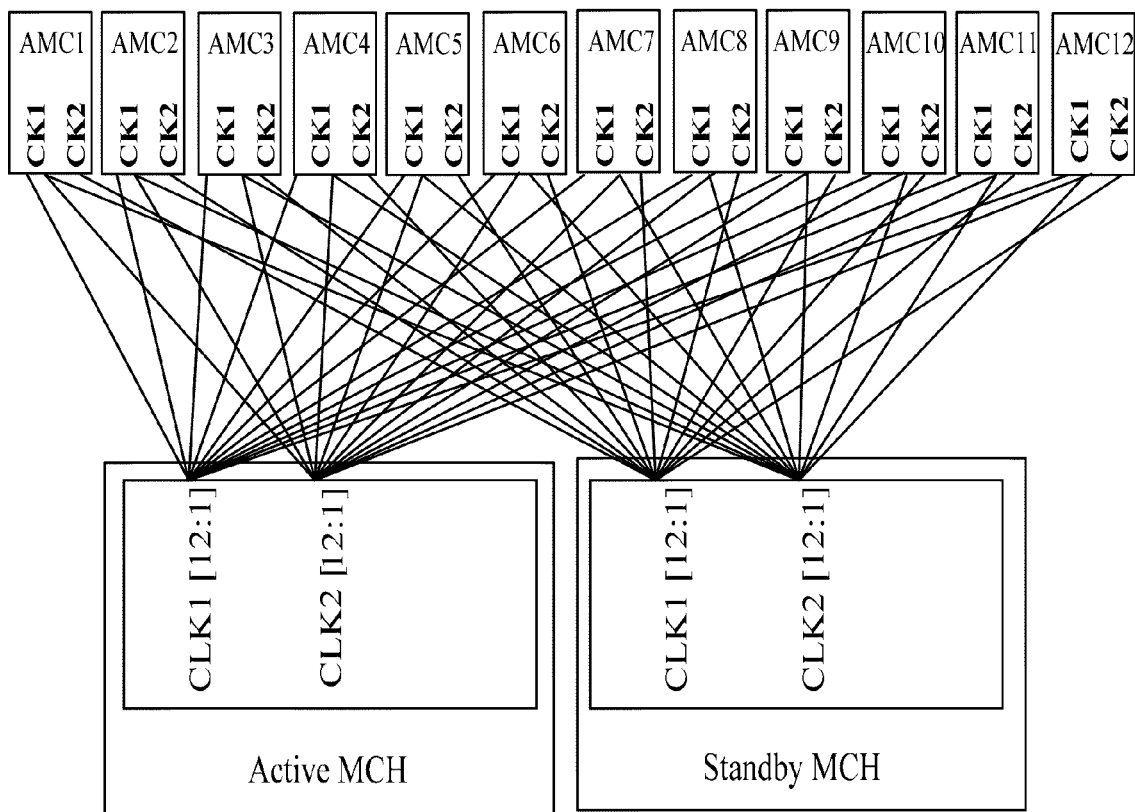 AMC1 AMC2 AMC3 AMC4 AMC5 AMC6 AMC7 AMC8 AMC9 AMC10 AMC11 AMC12
CK1 CK2 CK1 CK2 CK1 CK2 CK1 CK2 CK1 CK2 CK1 CK2 CK1 CK2 CK1 CK2 CK1 CK2 CK1 CK2 CK1 CK2 CK1 CK2
CLK1 [12:1]
CLK2 [12:1]
CLK1 [12:1]
CLK2 [12:1]
Active MCH
Standby MCH